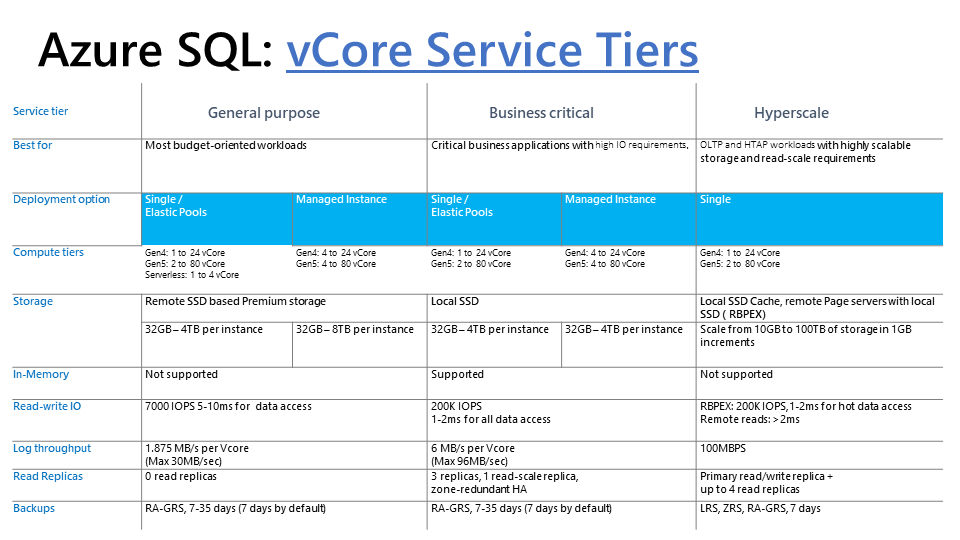 Azure SQL: vCore Service Tiers
Service tier
General purpose
Business critical
Hyperscale
Best for
Most budget-oriented workloads
Critical business applications with high IO requirements.
OLTP and HTAP workloads with highly scalable
storage and read-scale requirements
Deployment option
Single /
Elastic Pools
Managed Instance
Single /
Elastic Pools
Managed Instance
Single
Compute tiers
Gen4: 1 to 24 vCore
Gen5: 2 to 80 vCore
Serverless: 1 to 4 vCore
Gen4: 4 to 24 vCore
Gen5: 4 to 80 vCore
Gen4: 1 to 24 vCore
Gen5: 2 to 80 vCore
Gen4: 4 to 24 vCore
Gen5: 4 to 80 vCore
Gen4: 1 to 24 vCore
Gen5: 2 to 80 vCore
Storage
Remote SSD based Premium storage
Local SSD
Local SSD Cache, remote Page servers with local
SSD ( RBPEX)
32GB – 4TB per instance
32GB – 8TB per instance
32GB – 4TB per instance
32GB – 4TB per instance
Scale from 10GB to 100TB of storage in 1GB
increments
In-Memory
Not supported
Supported
Not supported
Read-write IO
7000 IOPS 5-10ms for data access
200K IOPS
1-2ms for all data access
RBPEX: 200K IOPS, 1-2ms for hot data access
Remote reads: > 2ms
Log throughput
1.875 MB/s per Vcore
(Max 30MB/sec)
6 MB/s per Vcore
(Max 96MB/sec)
100MBPS
Read Replicas
0 read replicas
3 replicas, 1 read-scale replica,
zone-redundant HA
Primary read/write replica +
up to 4 read replicas
Backups
RA-GRS, 7-35 days (7 days by default)
RA-GRS, 7-35 days (7 days by default)
LRS, ZRS, RA-GRS, 7 days